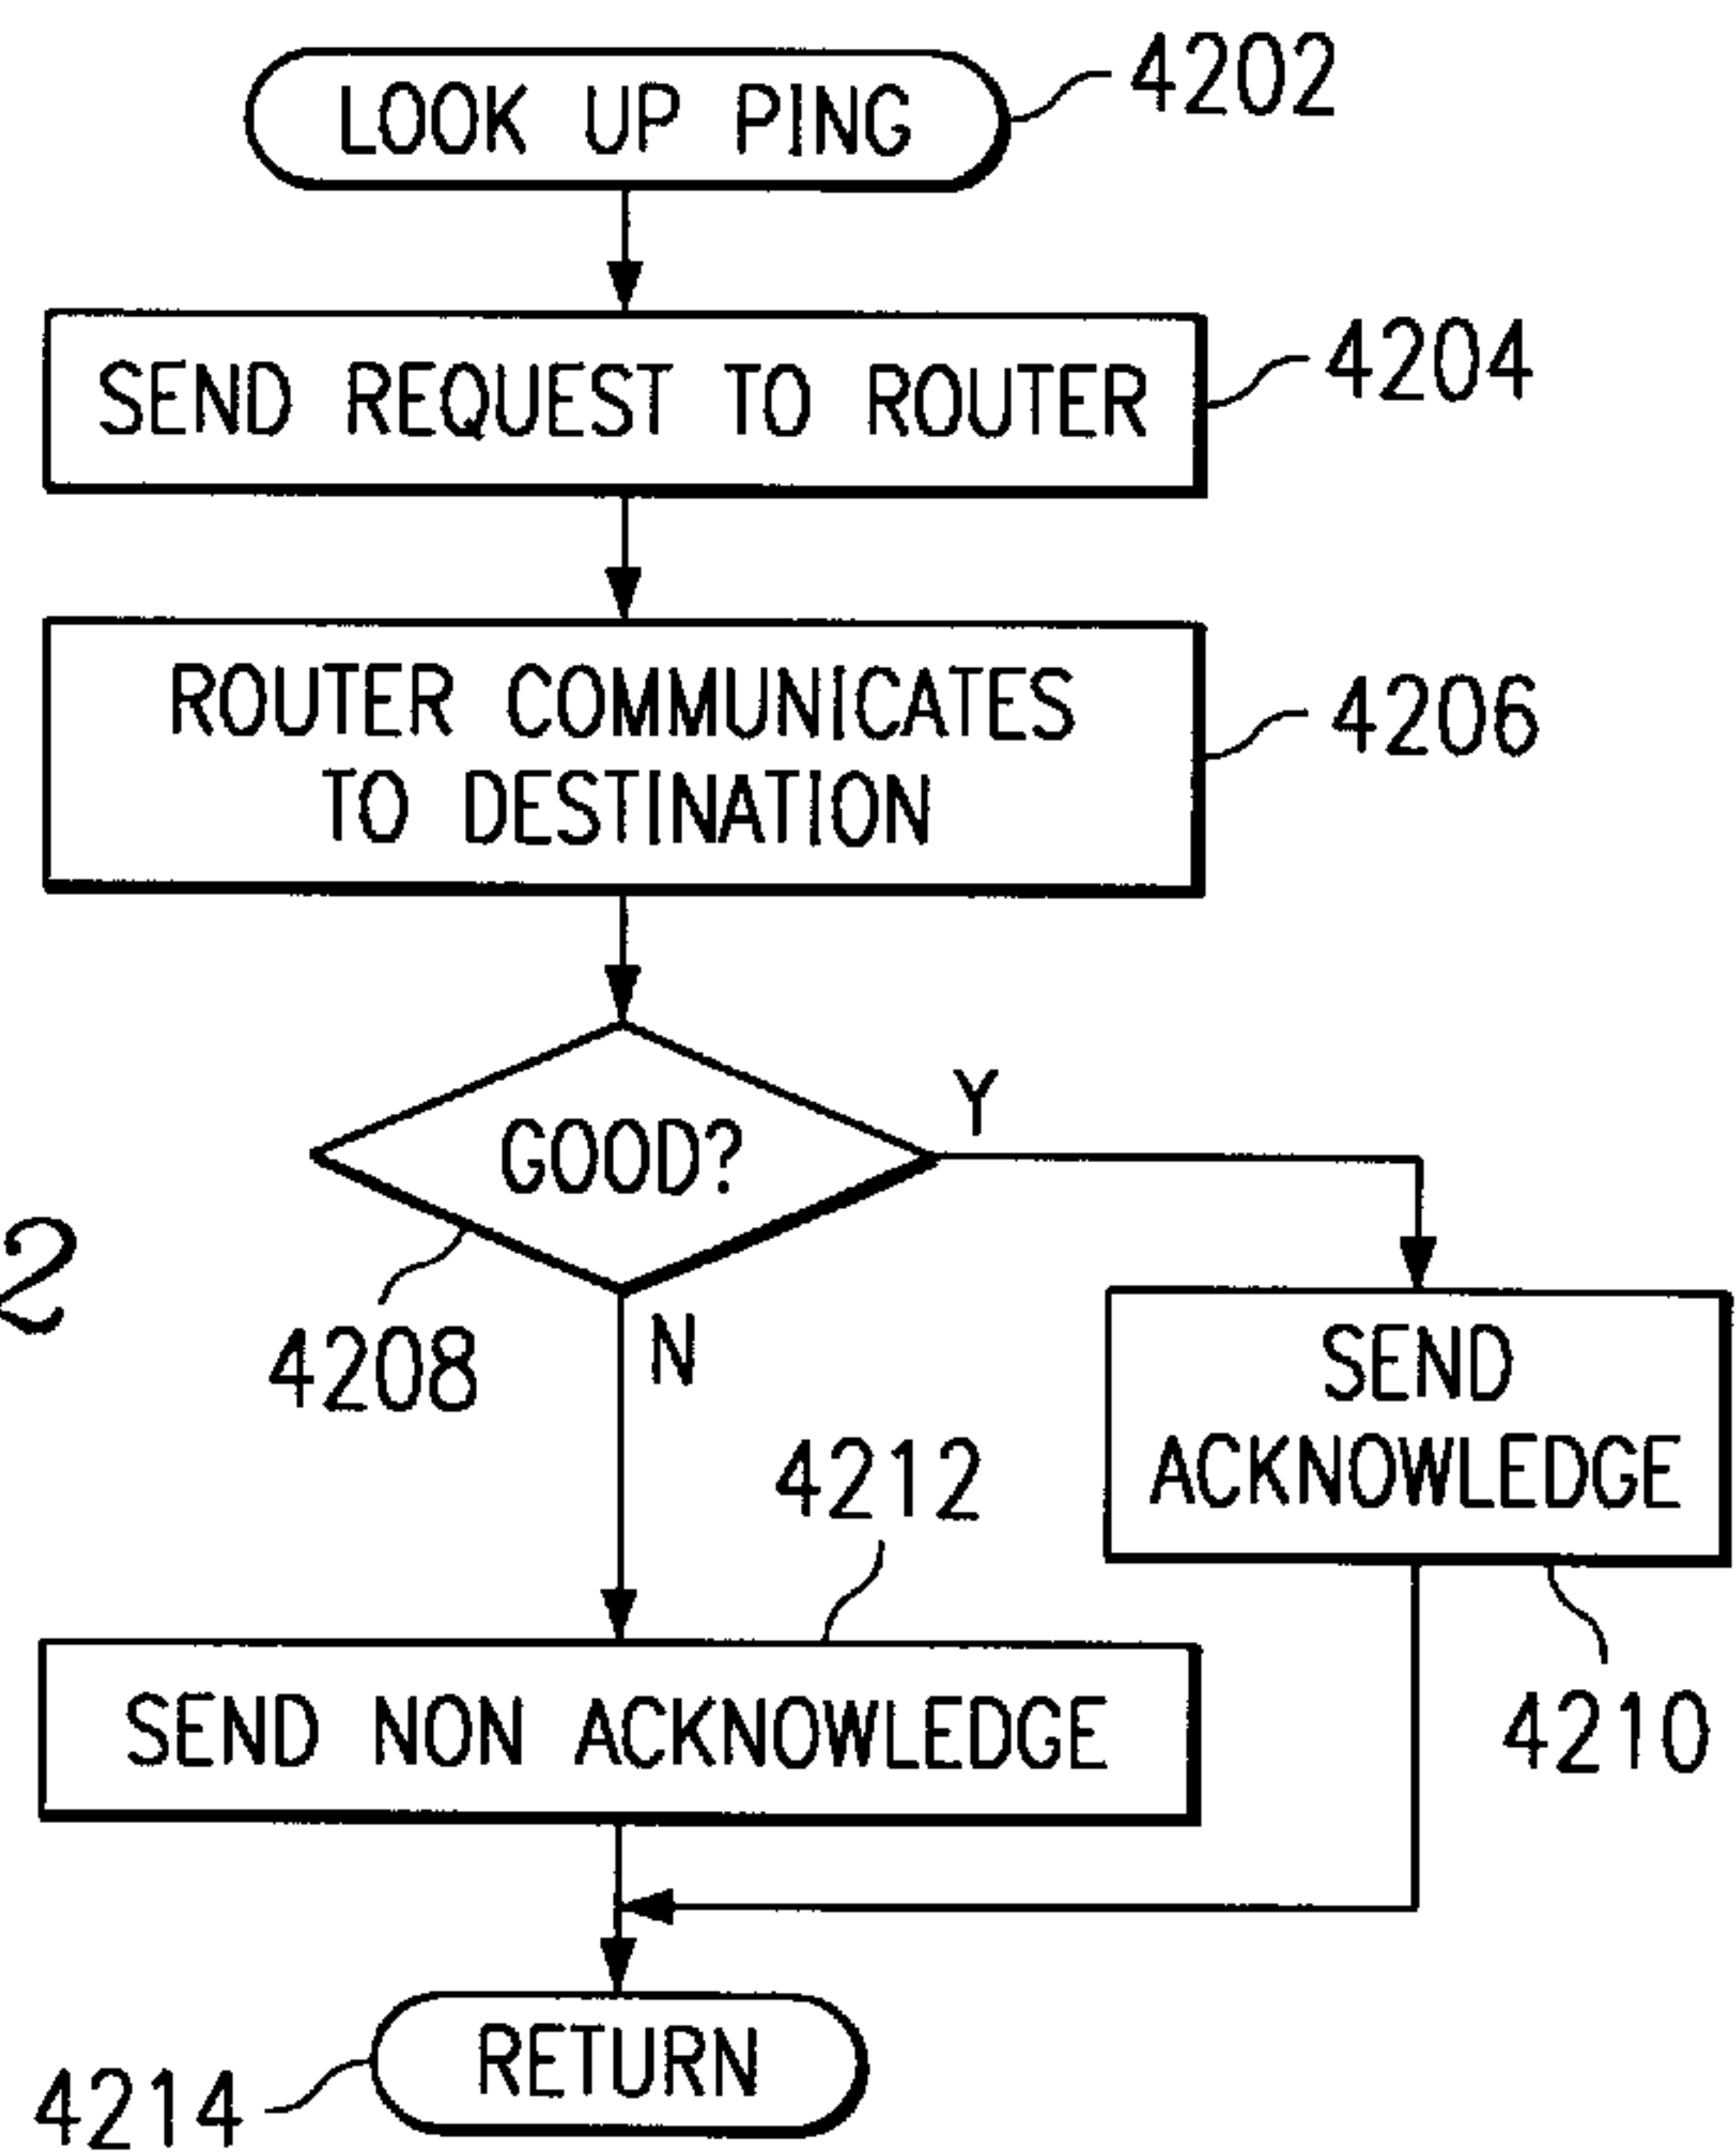 LOOK UP PING
4202
SEND REQUEST TO ROUTER
4204
ROUTER COMMUNICATES
TO DESTINATION
4206
GOOD?
Y
2
4208
N
SEND
ACKNOWLEDGE
4212
SEND NON ACKNOWLEDGE
4210
RETURN
4214